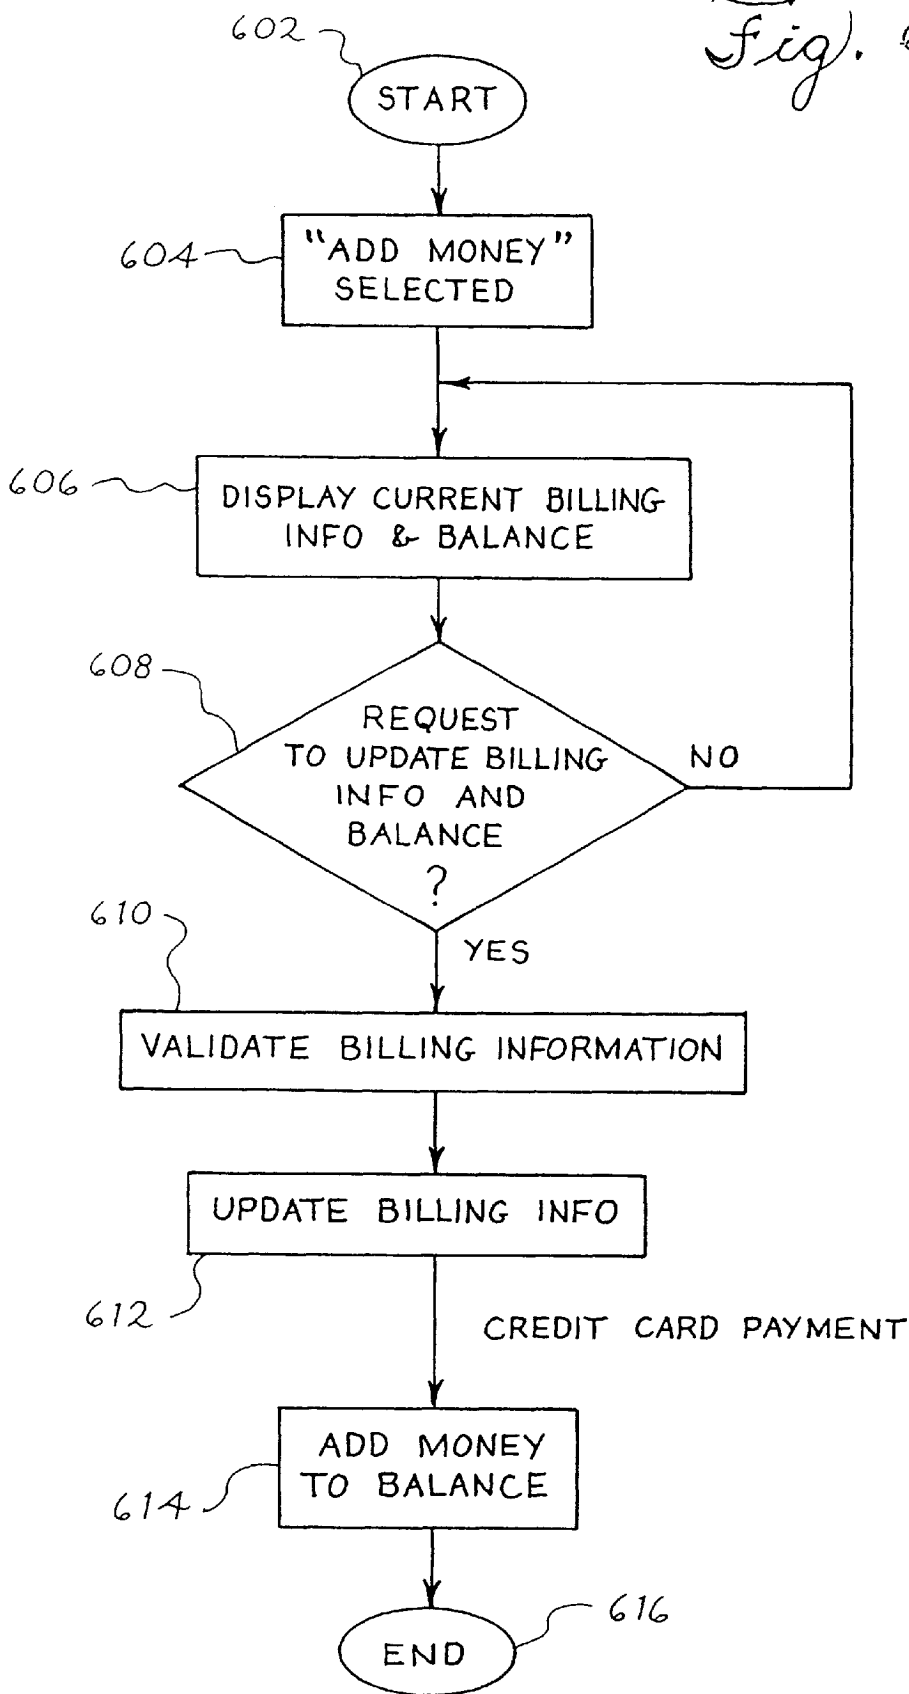 602
Fig.
START
604
"ADD MONEY"
SELECTED
606
DISPLAY CURRENT BILLING
INFO & BALANCE
608
REQUEST
TO UPDATE BILLING
INFO AND
BALANCE
?
NO
YES
610
VALIDATE BILLING INFORMATION
UPDATE BILLING INFO
612
CREDIT CARD PAYMENT
ADD MONEY
TO BALANCE
614
616
END